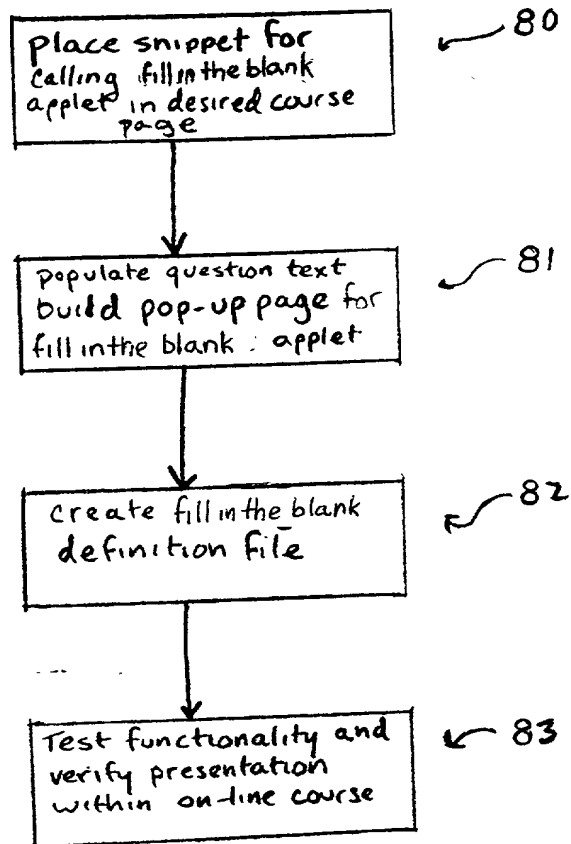 place snippet for
calling fill in the blank
applet in desired course
page
80
populate question text
build pop-up page for
fill in the blank : applet
81
create fill in the blank
definition file
82
Test functionality and
verify presentation
within on-line course
83